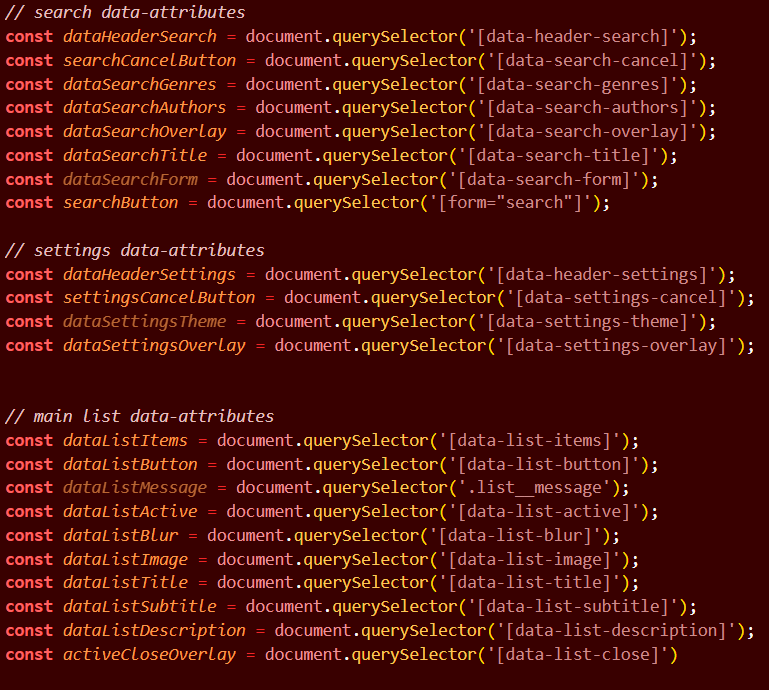 // search data-attributes
const dataHeaderSearch = document.querySelector('[data-header-search]');
const searchCancelButton = document.querySelector('[data-search-cancel]');
const dataSearchGenres = document.querySelector('[data-search-genres]');
const dataSearchAuthors = document.querySelector('[data-search-authors]');
const dataSearchOverlay = document.querySelector('[data-search-overlay]');
const dataSearchTitle = document.querySelector('[data-search-title]');
const dataSearchForm = document.querySelector('[data-search-form]');
const searchButton = document.querySelector('[form="search"]');
// settings data-attributes
const dataHeaderSettings = document.querySelector('[data-header-settings]');
const settingsCancelButton = document.querySelector('[data-settings-cancel]');
const dataSettingsTheme = document.querySelector('[data-settings-theme]');
const dataSettingsOverlay = document.querySelector('[data-settings-overlay]');
// main list data-attributes
const dataListItems = document.querySelector('[data-list-items]');
const dataListButton = document.querySelector('[data-list-button]');
const dataListMessage = document.querySelector('.list__message');
const dataListActive = document.querySelector('[data-list-active]');
const dataListBlur = document.querySelector('[data-list-blur]');
const dataListImage = document.querySelector('[data-list-image]');
const dataListTitle = document.querySelector('[data-list-title]');
const dataListSubtitle = document.querySelector('[data-list-subtitle]');
const dataListDescription = document.querySelector('[data-list-description]');
const activeCloseOverlay = document.querySelector('[data-list-close]')